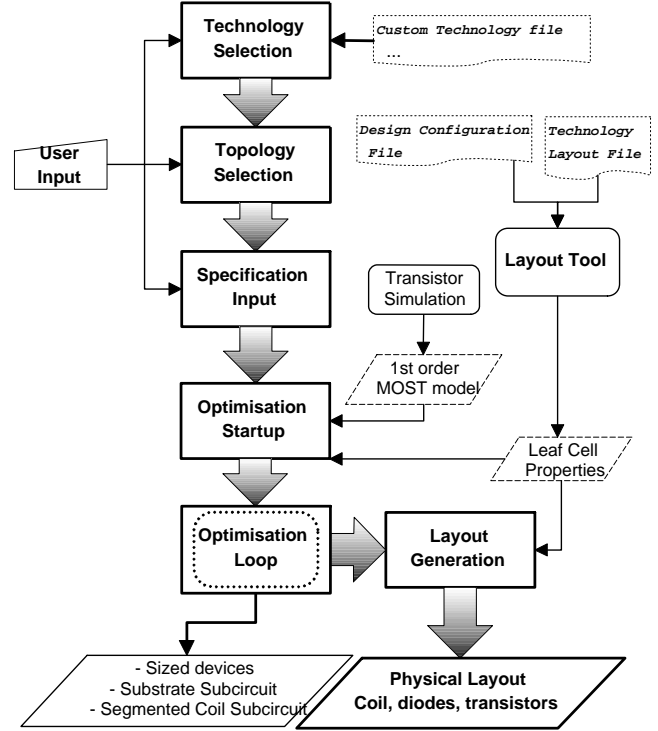 Technology
Selection
Custom Technology file
...
User
Input
Topology
Selection
Design Configuration
File
Technology
Layout File
Specification
Input
Transistor
Simulation
Layout Tool
1st order
MOST model
Optimisation
Startup
Leaf Cell
Properties
Optimisation
Loop
Layout
Generation
- Sized devices
- Substrate Subcircuit
- Segmented Coil Subcircuit
Physical Layout
Coil, diodes, transistors